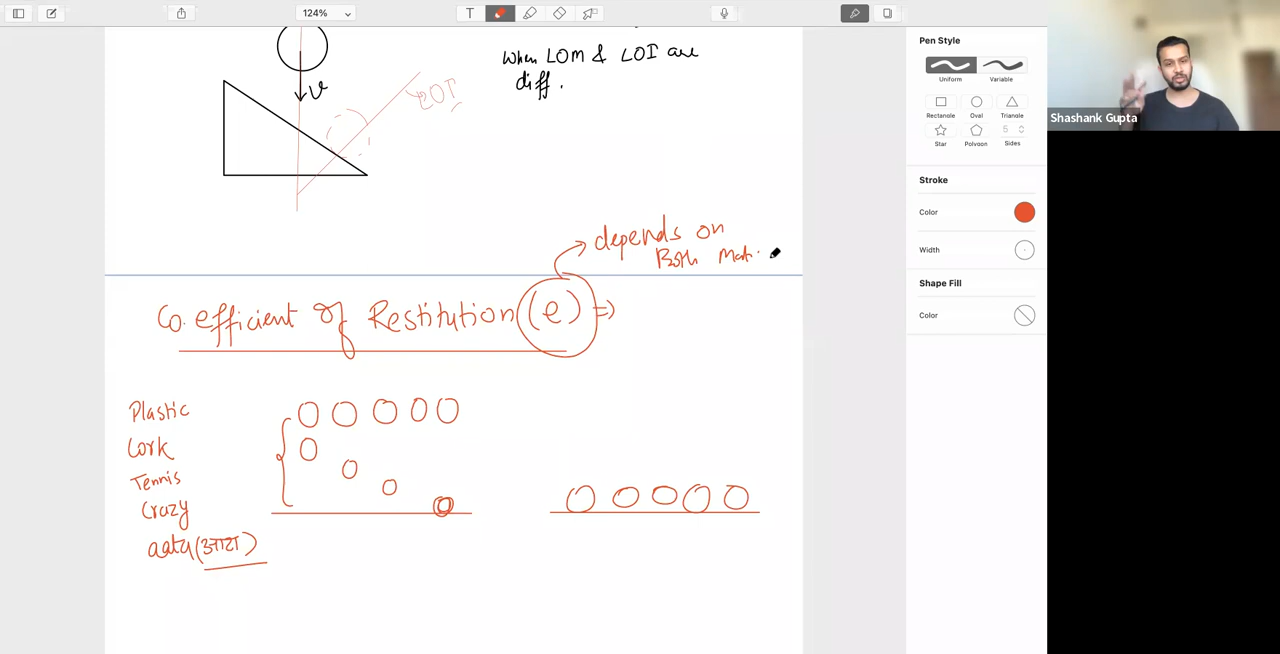 124%
T
When LOM & LOI are
diff.
v
LOI
depends on
Both Mat.
Co.efficient of Restitution (e) =>
Plastic
Cork
Tennis
Crazy
aata (आटा)
Pen Style
Uniform
Variable
Rectangle
Oval
Triangle
Star
Polygon
5
Sides
Stroke
Color
Width
Shape Fill
Color
Shashank Gupta